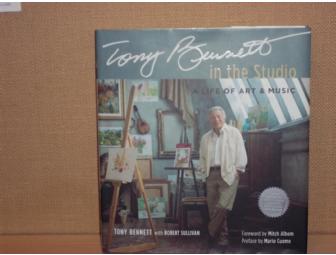 Tony Bennett
in the Studio
A LIFE OF ART & MUSIC
TONY BENNETT with ROBERT SULLIVAN
Foreword by Mitch Albom
Preface by Mario Cuomo